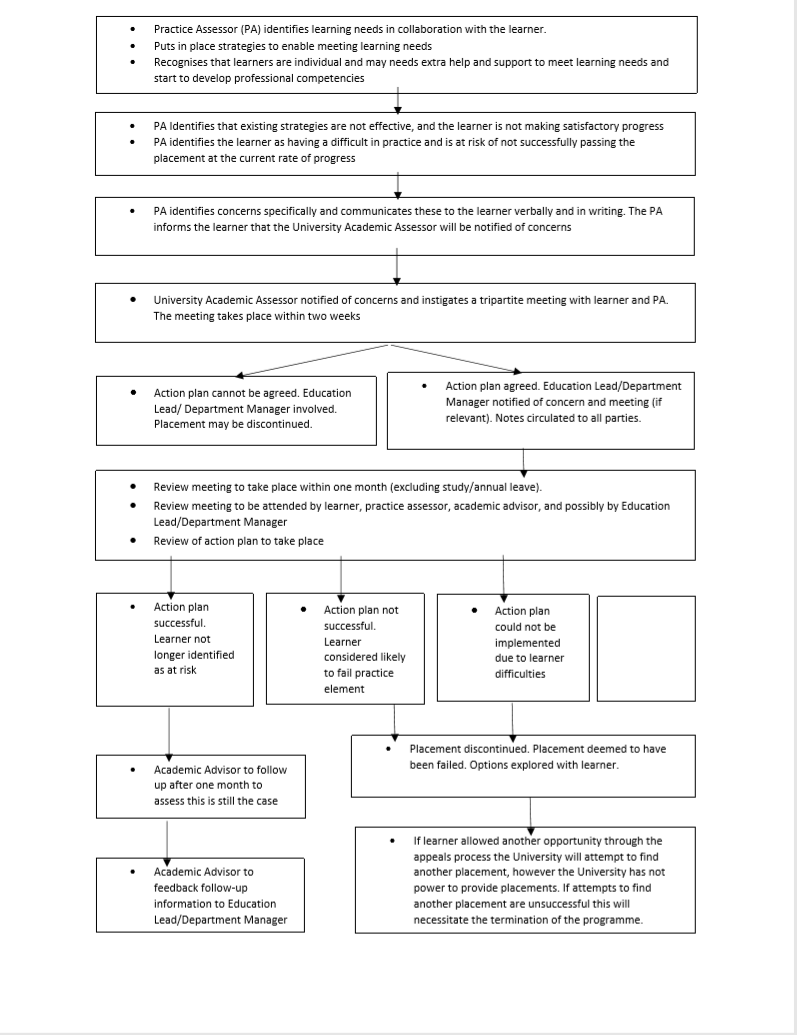 • Practice Assessor (PA) identifies learning needs in collaboration with the learner.
• Puts in place strategies to enable meeting learning needs
• Recognises that learners are individual and may needs extra help and support to meet learning needs and
start to develop professional competencies
• PA Identifies that existing strategies are not effective, and the learner is not making satisfactory progress
• PA identifies the learner as having a difficult in practice and is at risk of not successfully passing the
placement at the current rate of progress
• PA identifies concerns specifically and communicates these to the learner verbally and in writing. The PA
informs the learner that the University Academic Assessor will be notified of concerns
• University Academic Assessor notified of concerns and instigates a tripartite meeting with learner and PA.
The meeting takes place within two weeks
• Action plan cannot be agreed. Education
Lead/ Department Manager involved.
Placement may be discontinued.
• Action plan agreed. Education Lead/Department
Manager notified of concern and meeting (if
relevant). Notes circulated to all parties.
• Review meeting to take place within one month (excluding study/annual leave).
• Review meeting to be attended by learner, practice assessor, academic advisor, and possibly by Education
Lead/Department Manager
• Review of action plan to take place
• Action plan
successful.
Learner not
longer identified
as at risk
• Action plan not
successful.
Learner
considered likely
to fail practice
element
• Action plan
could not be
implemented
due to learner
difficulties
• Placement discontinued. Placement deemed to have
been failed. Options explored with learner.
• Academic Advisor to follow
up after one month to
assess this is still the case
• If learner allowed another opportunity through the
appeals process the University will attempt to find
another placement, however the University has not
power to provide placements. If attempts to find
another placement are unsuccessful this will
necessitate the termination of the programme.
• Academic Advisor to
feedback follow-up
information to Education
Lead/Department Manager